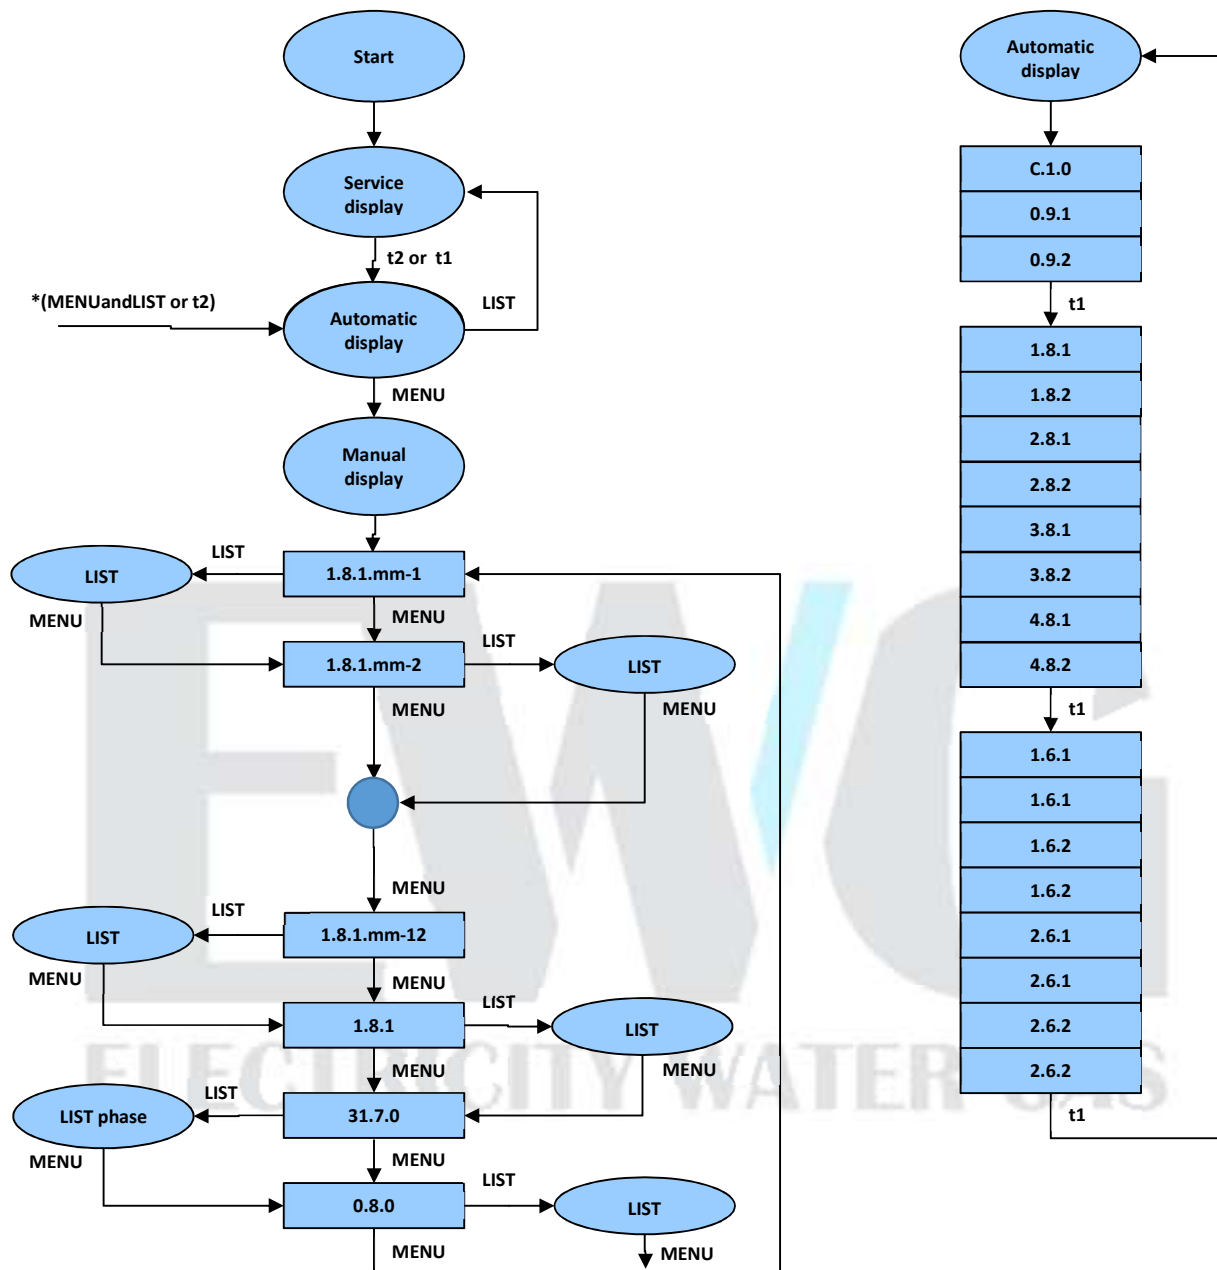 Start
Service
display
t2 or t1
*(MENUandLIST or t2)
Automatic
display
LIST
MENU
Manual
display
LIST
1.8.1.mm-1
LIST
MENU
MENU
LIST
1.8.1.mm-2
LIST
MENU
MENU
MENU
LIST
1.8.1.mm-12
LIST
MENU
MENU
LIST
1.8.1
LIST
MENU
MENU
LIST
31.7.0
LIST phase
MENU
MENU
LIST
0.8.0
LIST
MENU
MENU
Automatic
display
C.1.0
0.9.1
0.9.2
t1
1.8.1
1.8.2
2.8.1
2.8.2
3.8.1
3.8.2
4.8.1
4.8.2
t1
1.6.1
1.6.1
1.6.2
1.6.2
2.6.1
2.6.1
2.6.2
2.6.2
t1
EWG
ELECTRICITY WATER GAS